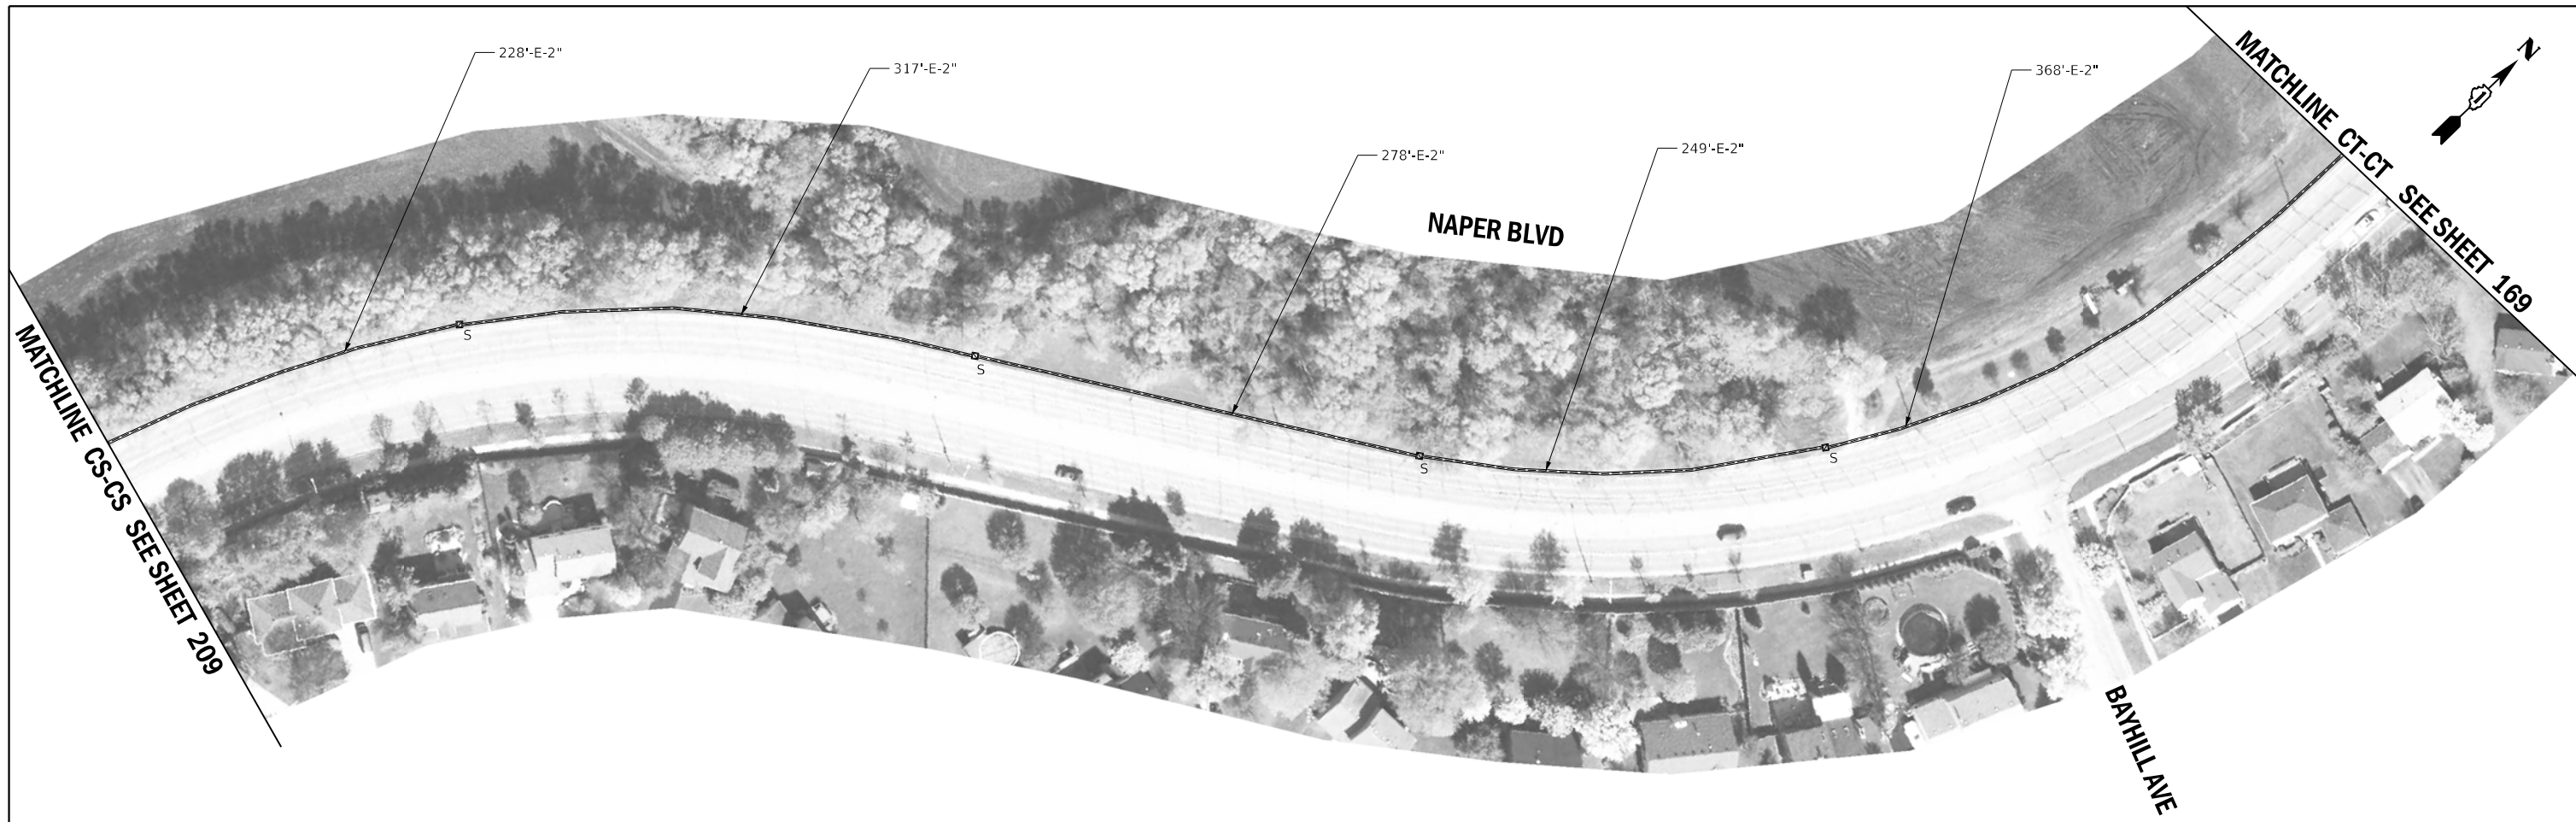 228'-E-2"
317'-E-2"
278'-E-2"
249'-E-2"
368'-E-2"
NAPER BLVD
MATCHLINE CT-CT SEE SHEET 169
N
S
S
S
S
MATCHLINE CS-CS SEE SHEET 209
BAYHILL AVE